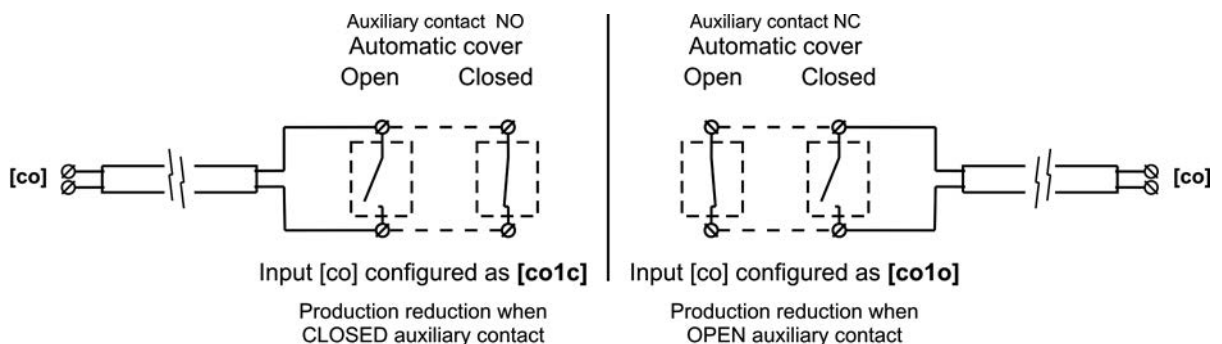 Auxiliary contact NO
Automatic cover
Open Closed
[co]
Input [co] configured as [co1c]
Production reduction when
CLOSED auxiliary contact
Auxiliary contact NC
Automatic cover
Open Closed
[co]
Input [co] configured as [co1o]
Production reduction when
OPEN auxiliary contact